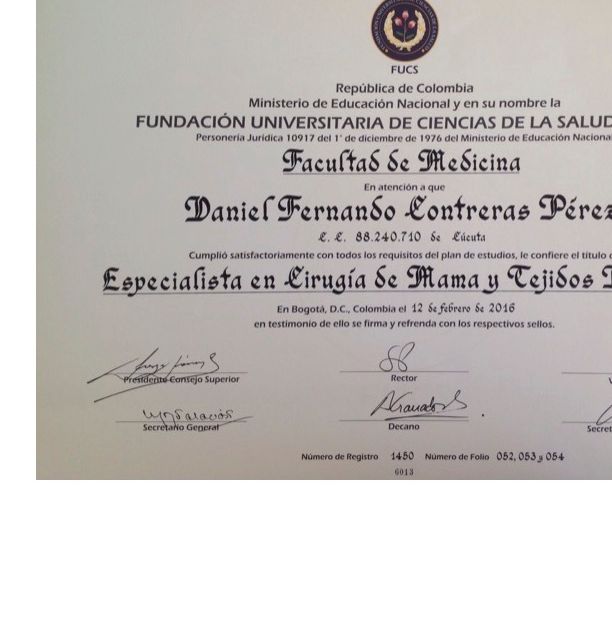 FUCS
República de Colombia
Ministerio de Educación Nacional y en su nombre la
FUNDACIÓN UNIVERSITARIA DE CIENCIAS DE LA SALUD
Personería Jurídica 10917 del 1° de diciembre de 1976 del Ministerio de Educación Nacional
Facultad de Medicina
En atención a que
Daniel Fernando Contreras Pérez
C. C. 88.240.710 de Cúcuta
Cumplió satisfactoriamente con todos los requisitos del plan de estudios, le confiere el título
Especialista en Cirugía de Mama y Tejidos
En Bogotá, D.C., Colombia el 12 de febrero de 2016
en testimonio de ello se firma y refrenda con los respectivos sellos.
Presidente Consejo Superior
Rector
Secretario General
Decano
Secret
Número de Registro 1450 Número de Folio 052, 053 y 054
6013